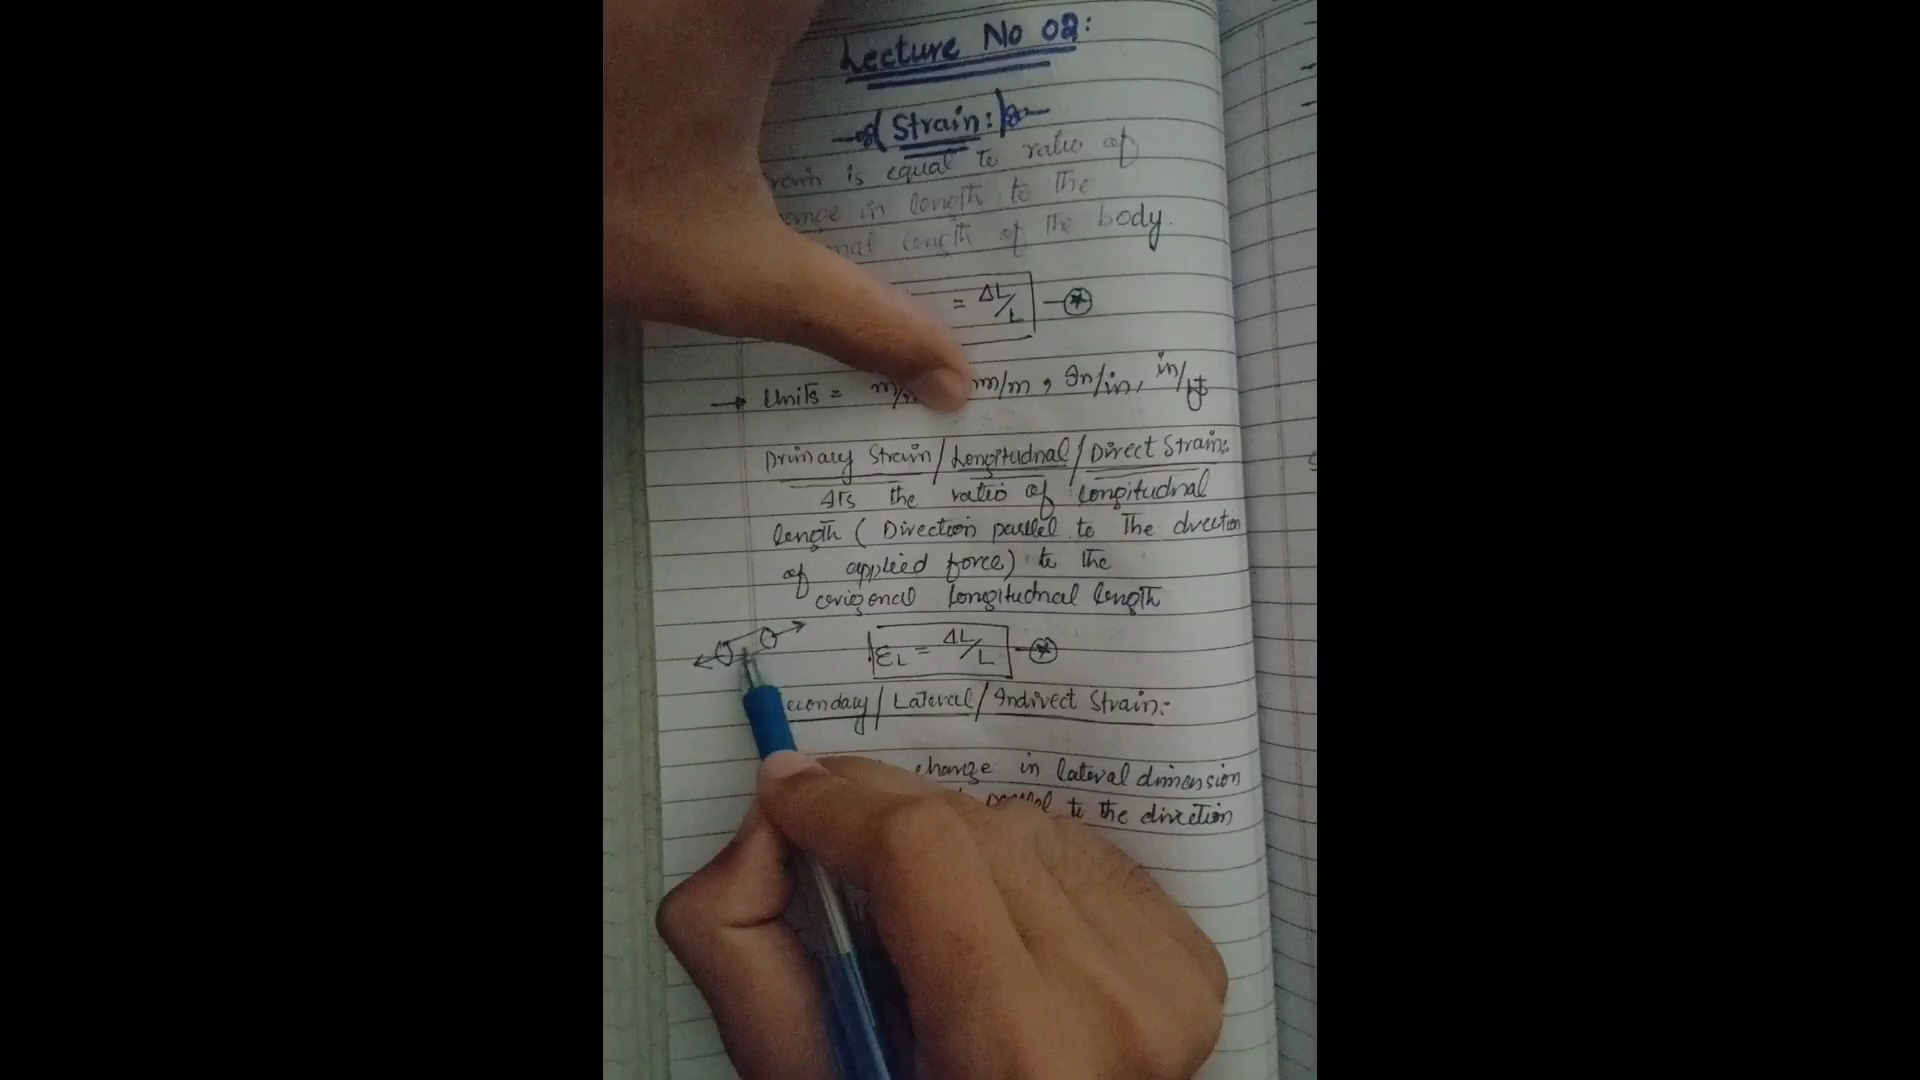 Lecture No 02:
Strain:
is equal to ratio of
in length to the
length of the body.
= ΔL/L
→ Units = mm/m, In/in, in/ft
Primary Strain / Longitudnal / Direct Strain:
the ratio of longitudnal
length ( Direction parllel to the drection
of applied force) to the
origenal longitudnal length
εL = ΔL/L
econdary / Lateral / Indirect Strain:-
change in lateral dimension
to the direction